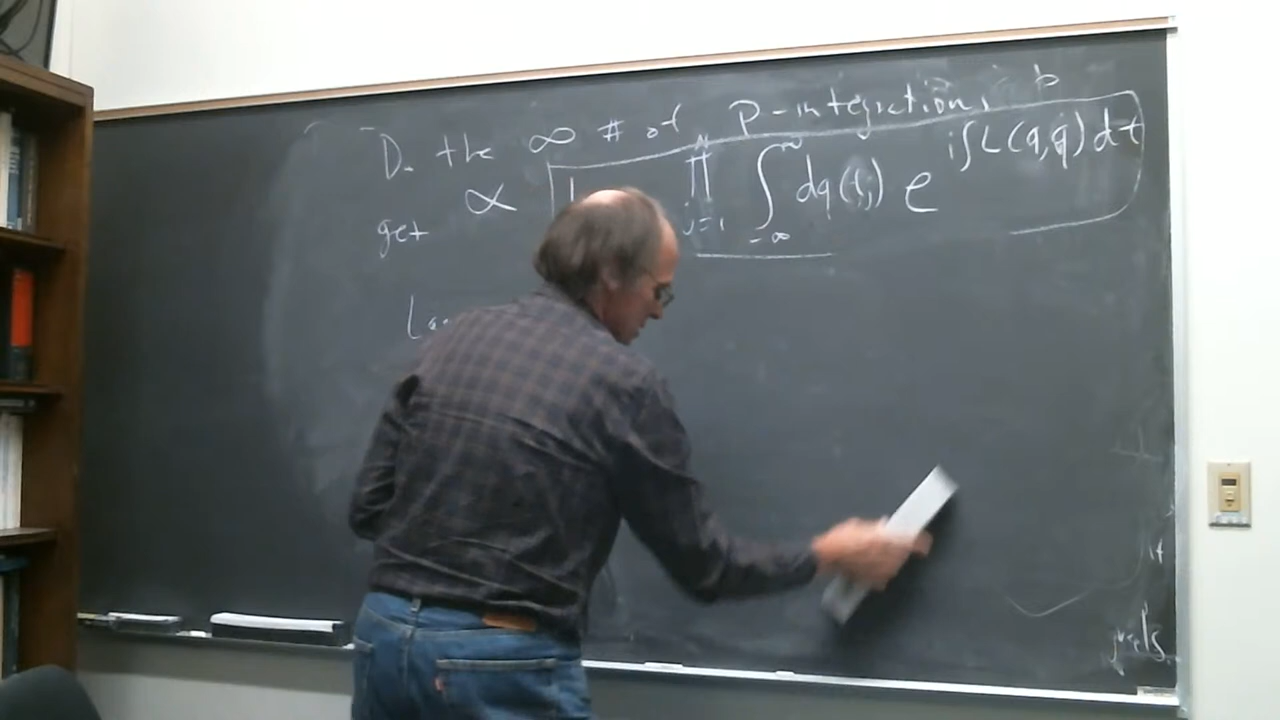 Do the ∞ # of P-integrations b
get ∝ N ∏ j=1 ∫ ∞ -∞ dq(tj) e i∫L(q,q̇)dt